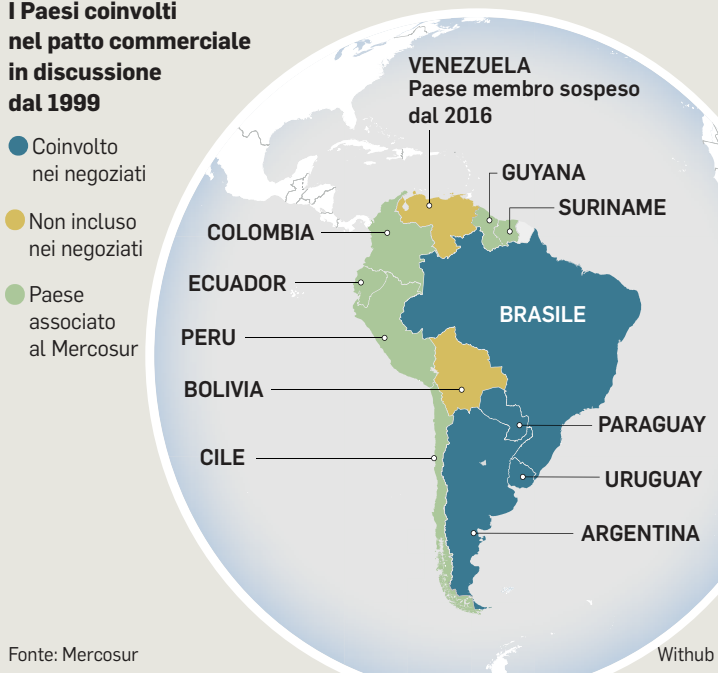 I Paesi coinvolti
nel patto commerciale
in discussione
dal 1999
Coinvolto
nei negoziati
Non incluso
nei negoziati
Paese
associato
al Mercosur
VENEZUELA
Paese membro sospeso
dal 2016
GUYANA
SURINAME
COLOMBIA
ECUADOR
BRASILE
PERU
BOLIVIA
PARAGUAY
CILE
URUGUAY
ARGENTINA
Fonte: Mercosur
Withub